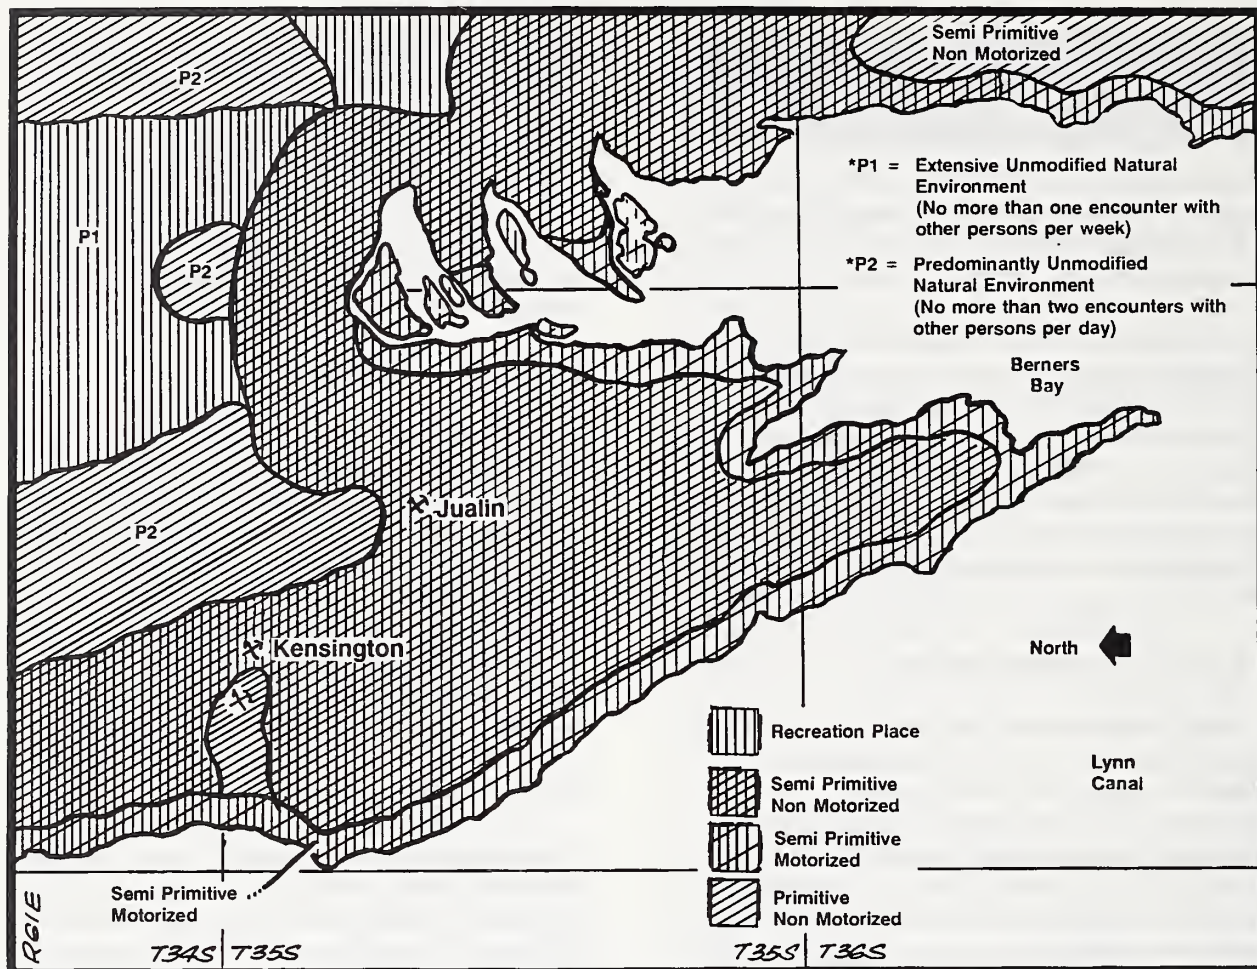 Semi Primitive
Non Motorized
P2
*P1 = Extensive Unmodified Natural
Environment
(No more than one encounter with
other persons per week)
P1
P2
*P2 = Predominantly Unmodified
Natural Environment
(No more than two encounters with
other persons per day)
Berners
Bay
Jualin
P2
Kensington
North
Recreation Place
Lynn
Canal
Semi Primitive
Non Motorized
Semi Primitive
Motorized
Semi Primitive
Motorized
Primitive
Non Motorized
R61E
T34S T35S
T35S T36S